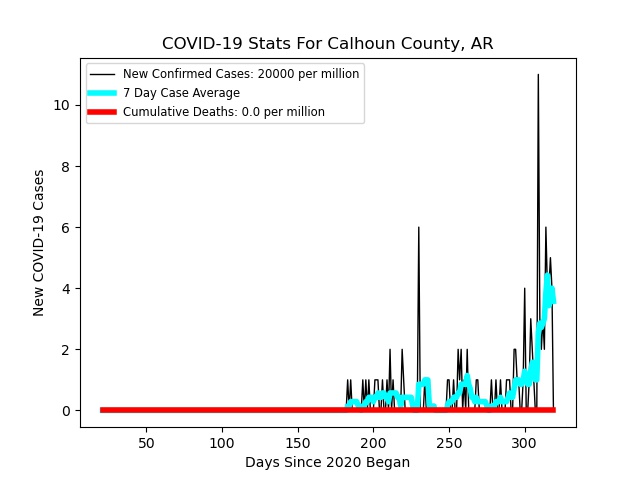 COVID-19 Stats For Calhoun County, AR
New Confirmed Cases: 20000 per million
7 Day Case Average
Cumulative Deaths: 0.0 per million
New COVID-19 Cases
10
8
6
4
2
0
50 100 150 200 250 300
Days Since 2020 Began